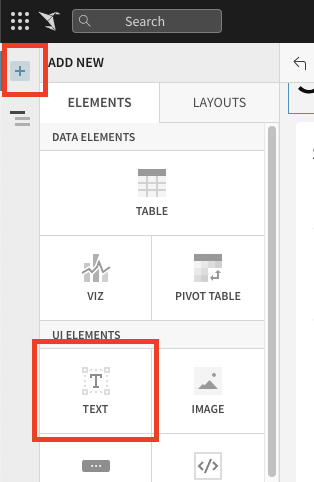 Search
ADD NEW
ELEMENTS
LAYOUTS
DATA ELEMENTS
TABLE
VIZ
PIVOT TABLE
UI ELEMENTS
TEXT
IMAGE